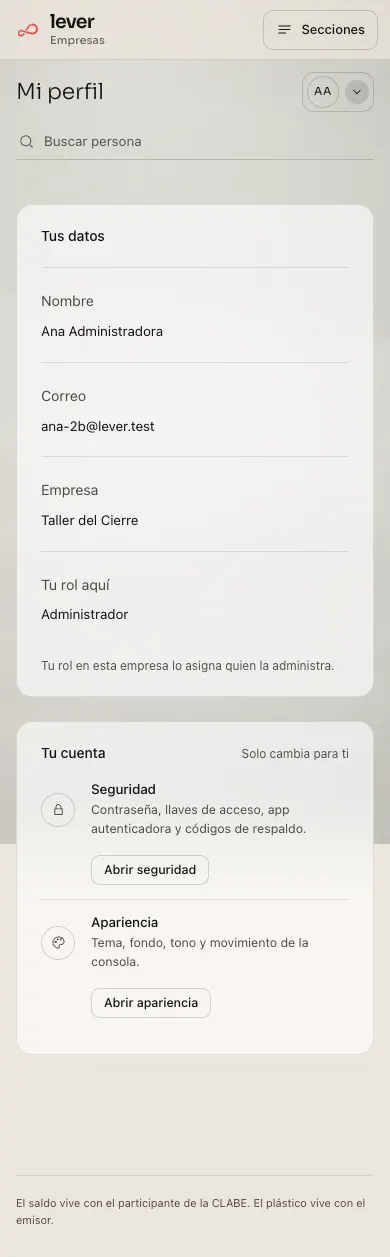 lever
Empresas
Secciones
Mi perfil
AA
Buscar persona
Tus datos
Nombre
Ana Administradora
Correo
ana-2b@lever.test
Empresa
Taller del Cierre
Tu rol aquí
Administrador
Tu rol en esta empresa lo asigna quien la administra.
Tu cuenta
Solo cambia para ti
Seguridad
Contraseña, llaves de acceso, app
autenticadora y códigos de respaldo.
Abrir seguridad
Apariencia
Tema, fondo, tono y movimiento de la
consola.
Abrir apariencia
El saldo vive con el participante de la CLABE. El plástico vive con el
emisor.